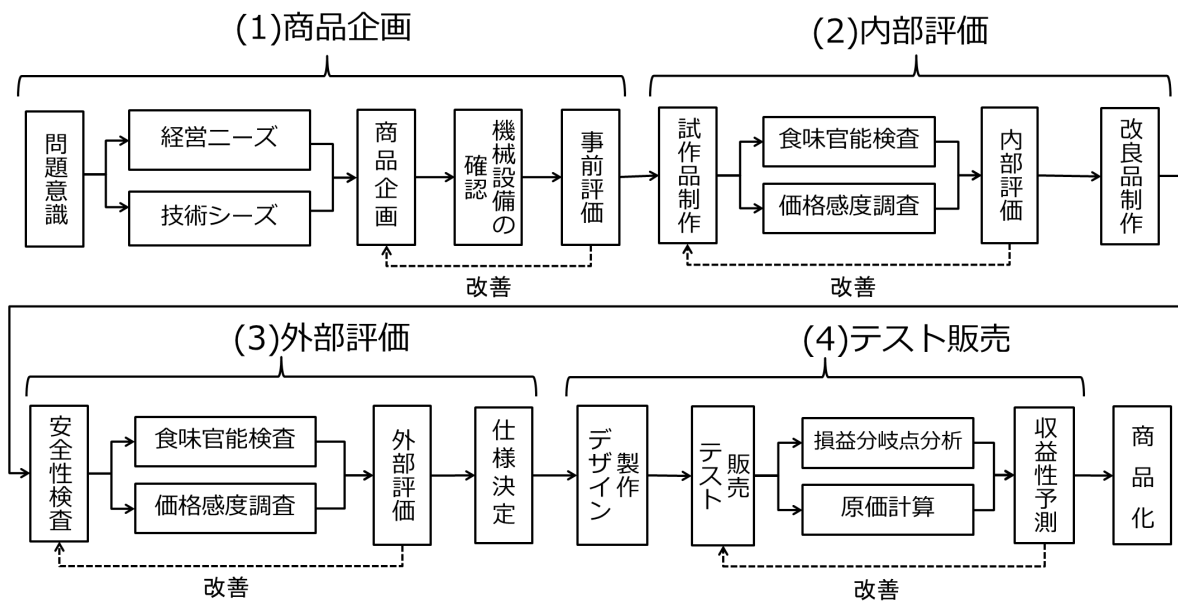 (1)商品企画
(2)内部評価
問題意識
経営ニーズ
技術シーズ
商品企画
機械設備の
確認
事前評価
改善
試作品制作
食味官能検査
価格感度調査
内部評価
改良品制作
改善
(3)外部評価
(4)テスト販売
安全性検査
食味官能検査
価格感度調査
外部評価
仕様決定
改善
デザイン
製作
テスト
販売
損益分岐点分析
原価計算
収益性予測
商品化
改善